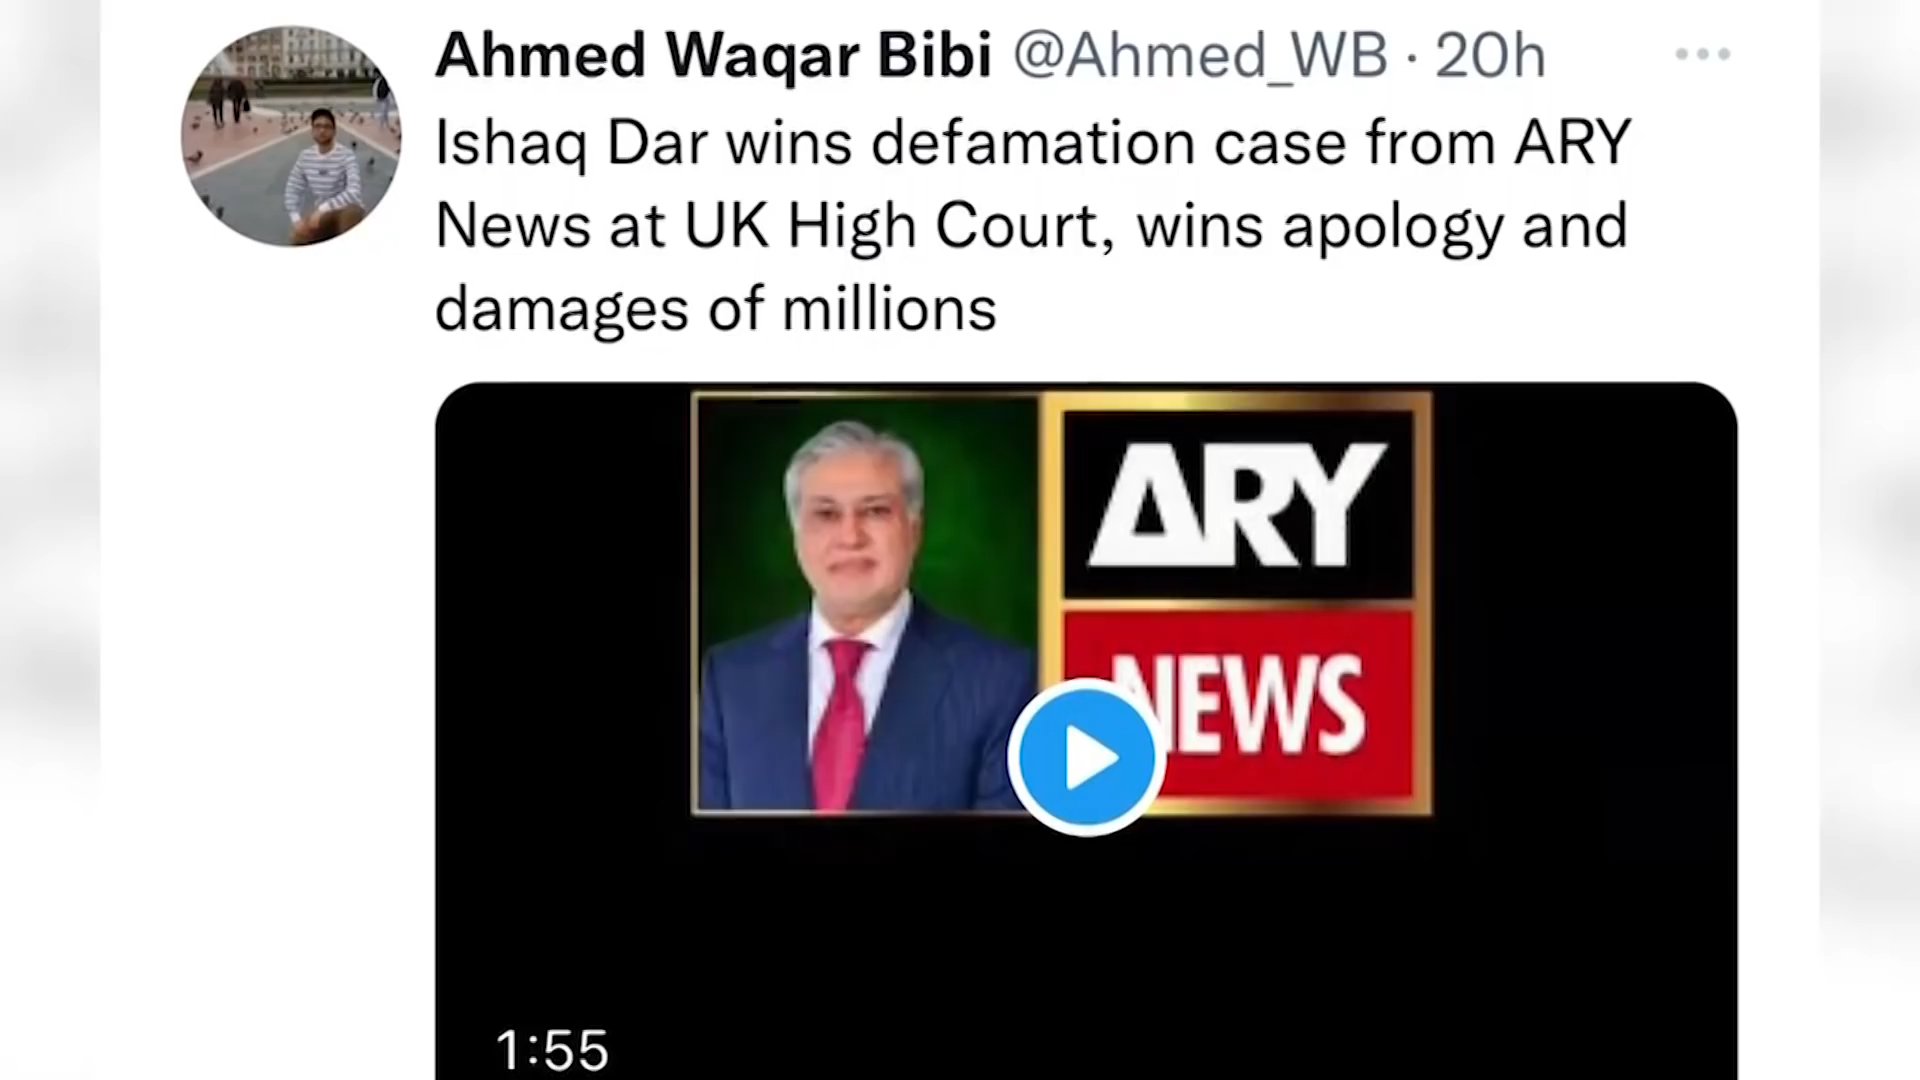 Ahmed Waqar Bibi @Ahmed_WB · 20h
Ishaq Dar wins defamation case from ARY
News at UK High Court, wins apology and
damages of millions
ARY
NEWS
1:55